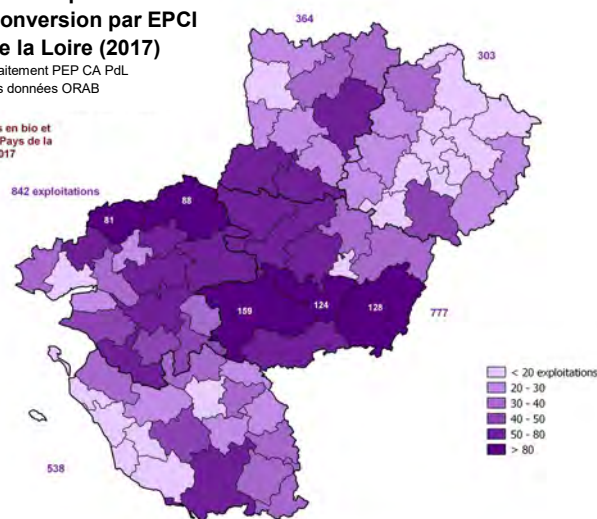 onversion par EPCI
e la Loire (2017)
aitement PEP CA PdL
s données ORAB
s en bio et
Pays de la
017
364
303
842 exploitations
88
81
159
124
128
777
538
< 20 exploitations
20 - 30
30 - 40
40 - 50
50 - 80
> 80